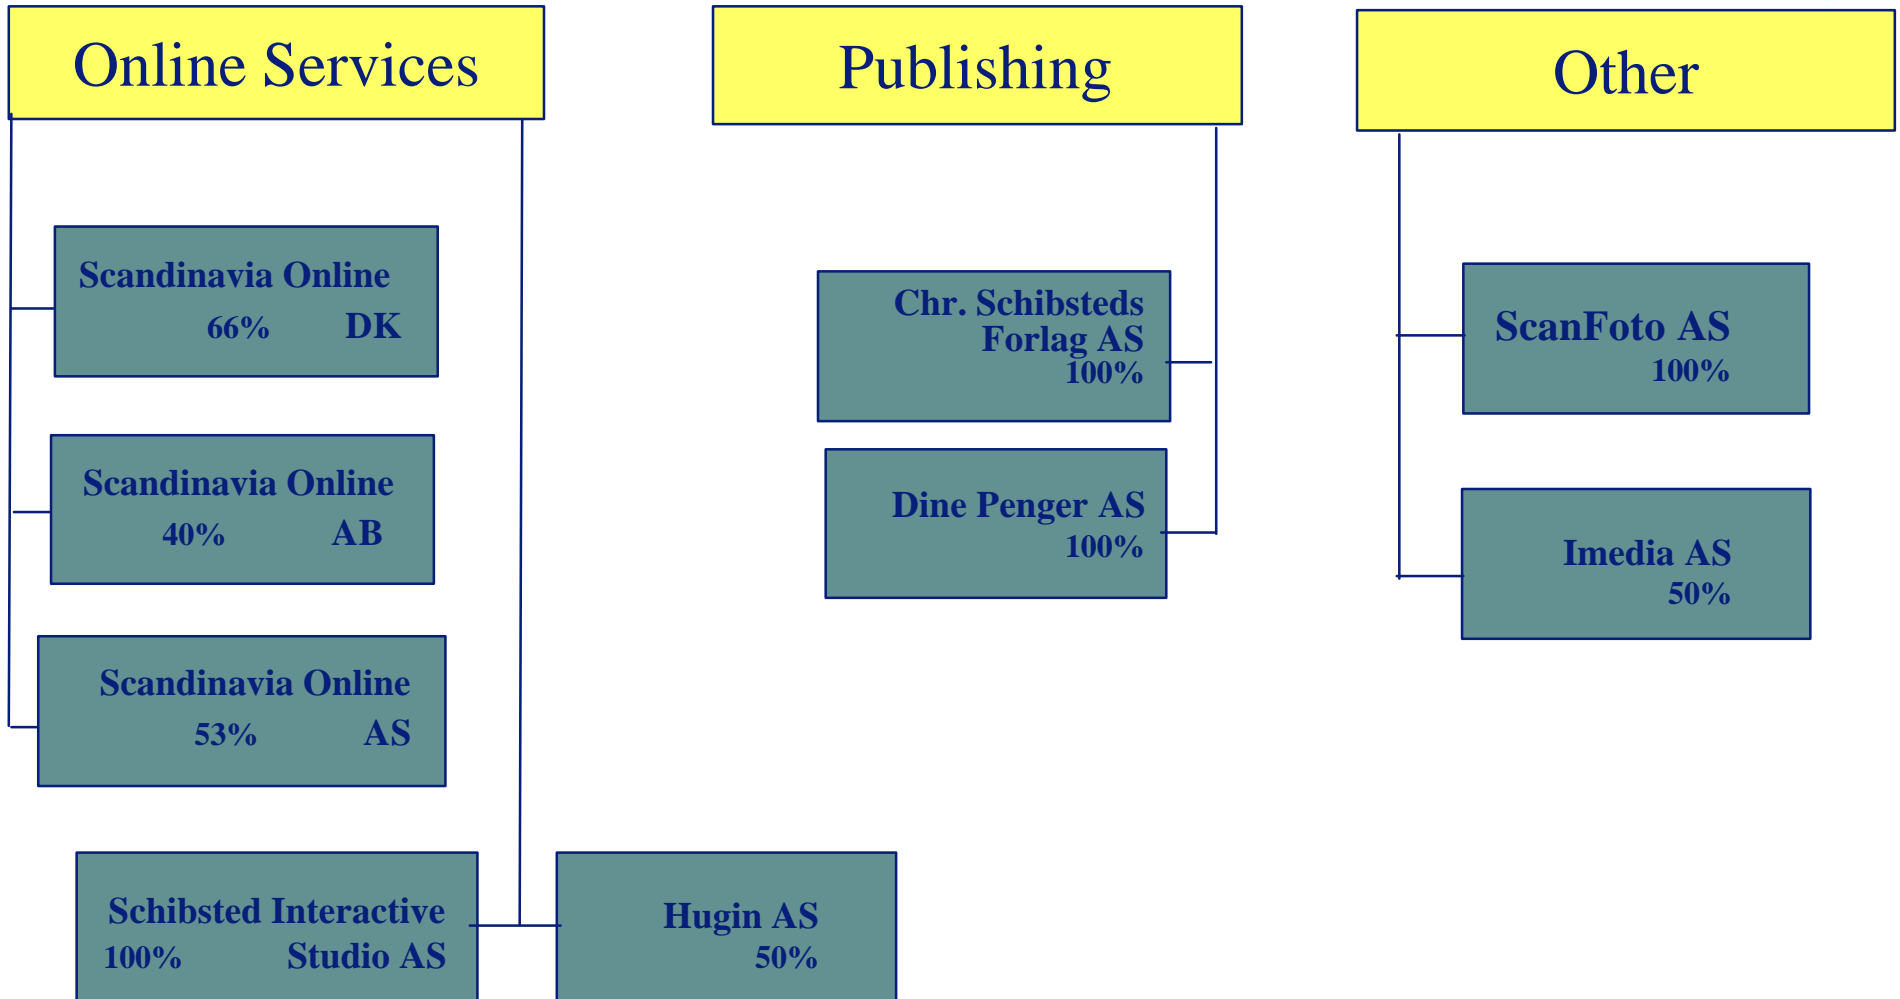 Online Services
Publishing
Other
Scandinavia Online
66% DK
Scandinavia Online
40% AB
Scandinavia Online
53% AS
Schibsted Interactive
100% Studio AS
Hugin AS
50%
Chr. Schibsteds
Forlag AS
100%
Dine Penger AS
100%
ScanFoto AS
100%
Imedia AS
50%